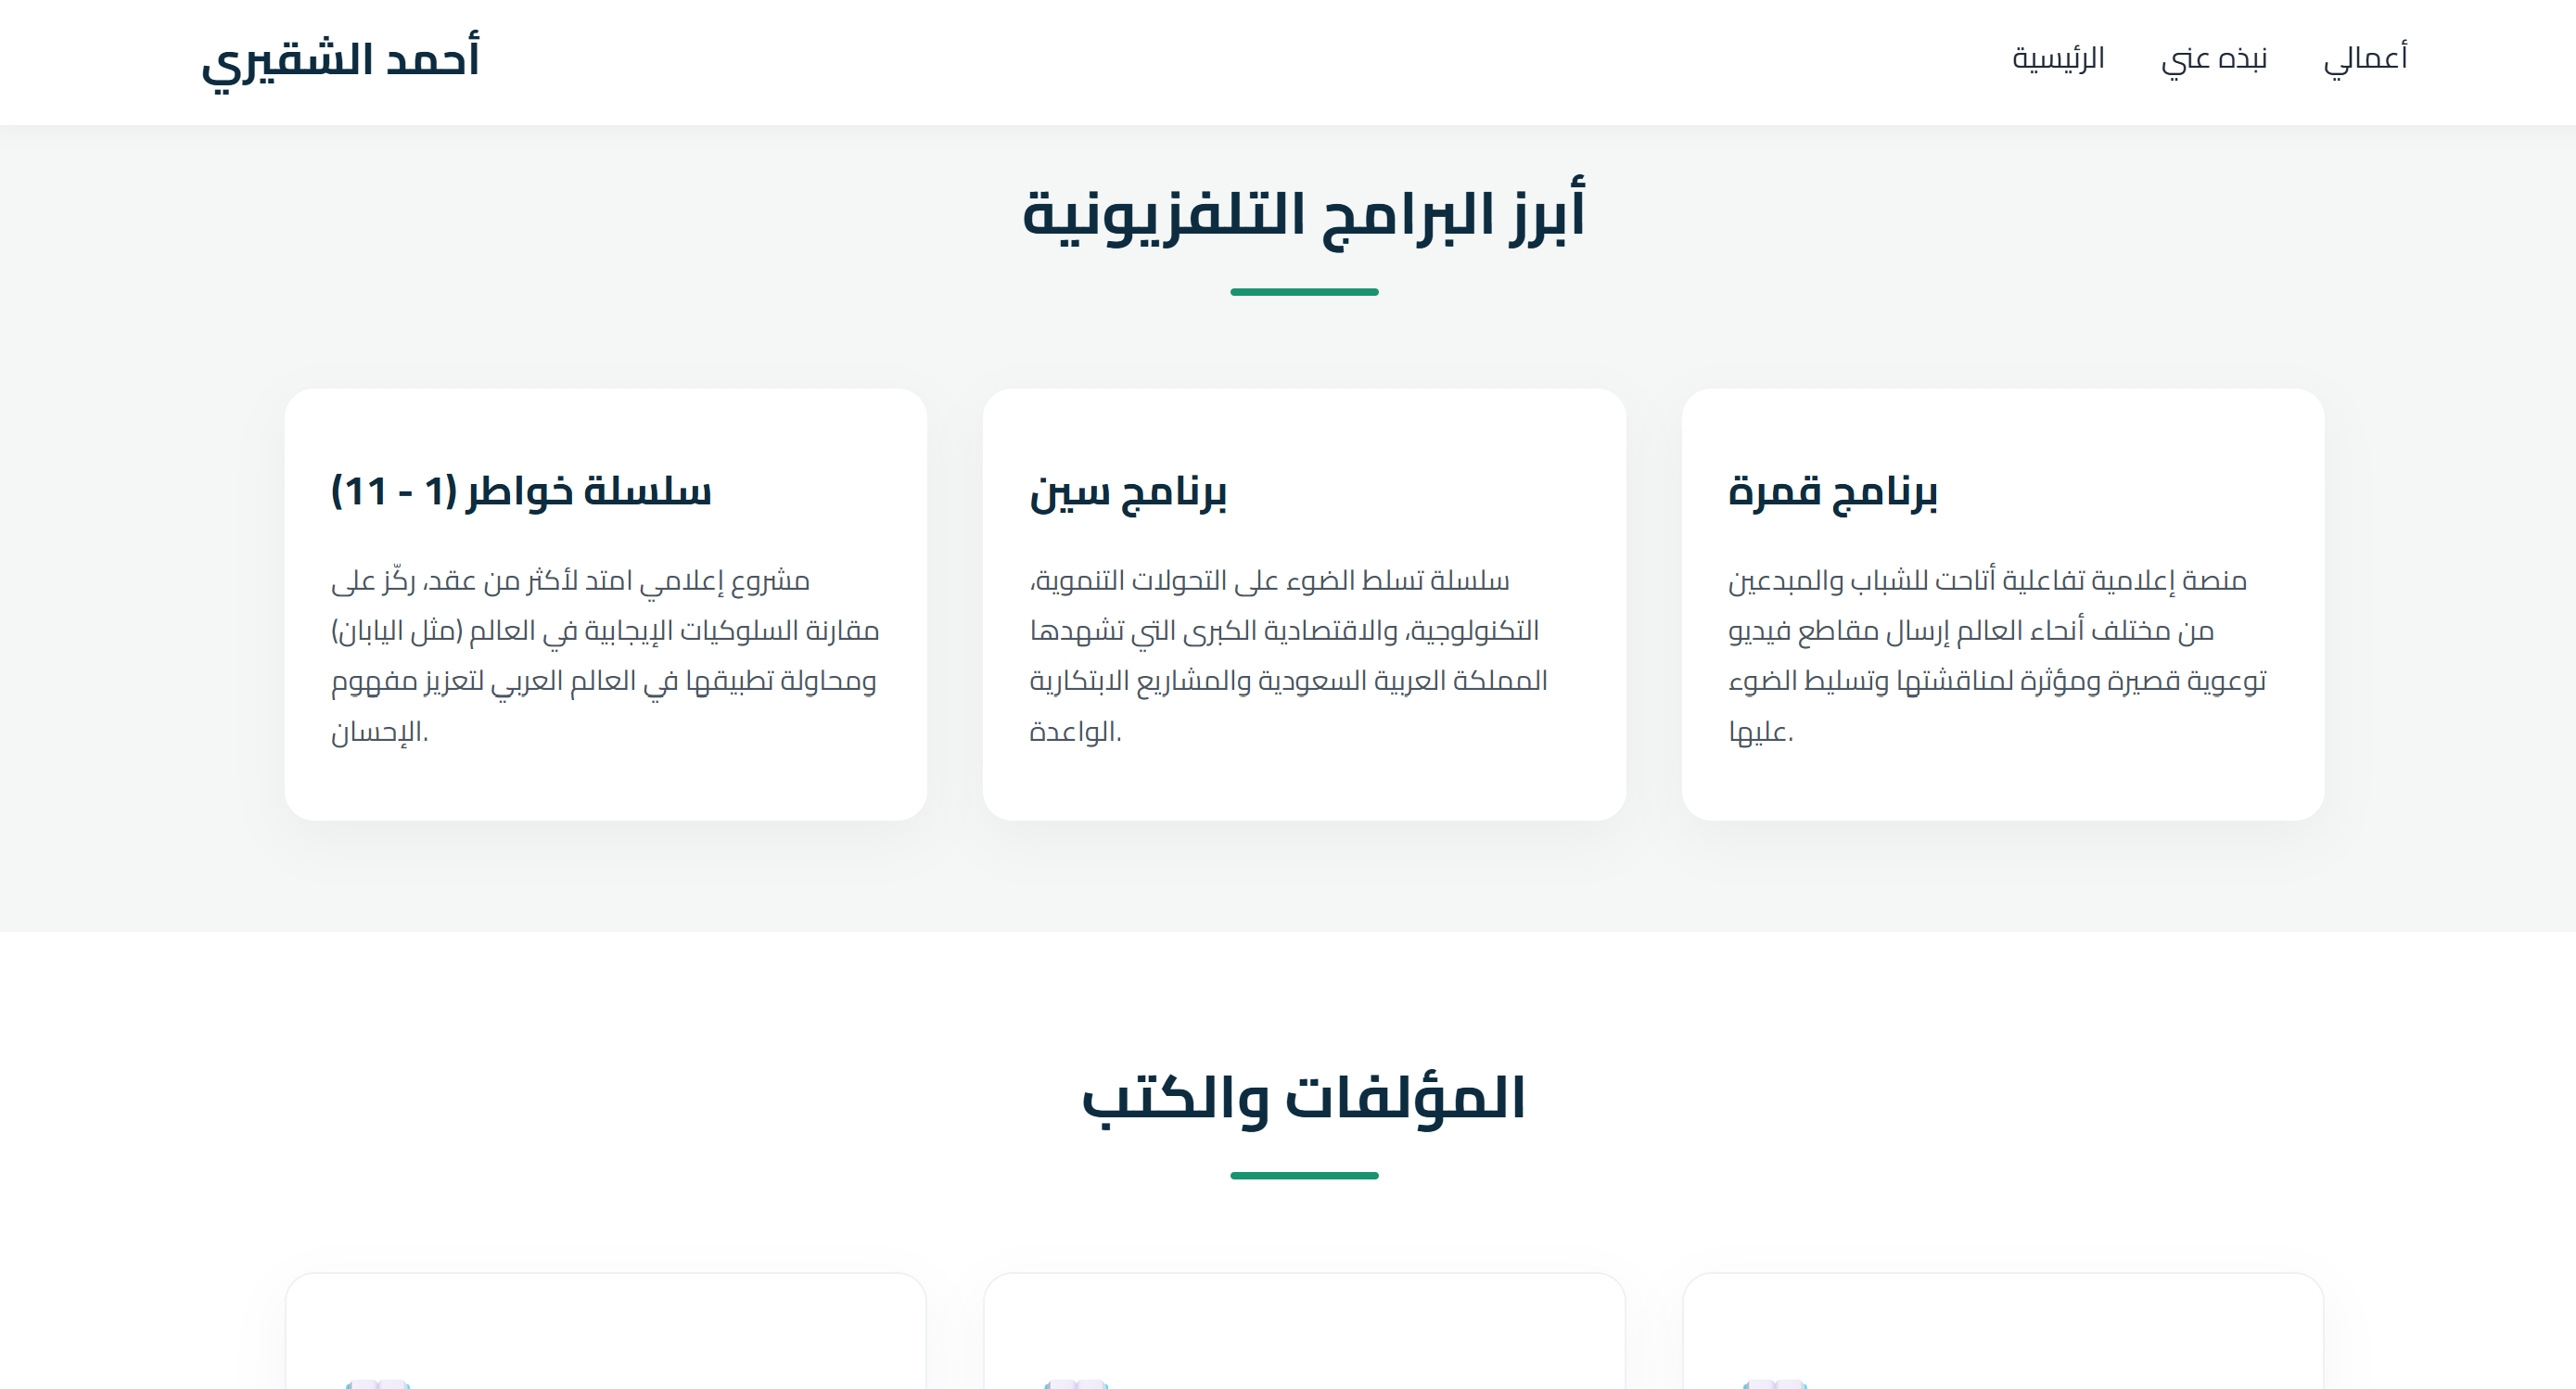 أحمد الشقيري
أعمالي
نبذه عني
الرئيسية
أبرز البرامج التلفزيونية
سلسلة خواطر (1 - 11)
مشروع إعلامي امتد لأكثر من عقد، ركّز على
مقارنة السلوكيات الإيجابية في العالم (مثل اليابان)
ومحاولة تطبيقها في العالم العربي لتعزيز مفهوم
الإحسان.
برنامج سين
سلسلة تسلط الضوء على التحولات التنموية،
التكنولوجية، والاقتصادية الكبرى التي تشهدها
المملكة العربية السعودية والمشاريع الابتكارية
الواعدة.
برنامج قمرة
منصة إعلامية تفاعلية أتاحت للشباب والمبدعين
من مختلف أنحاء العالم إرسال مقاطع فيديو
توعوية قصيرة ومؤثرة لمناقشتها وتسليط الضوء
عليها.
المؤلفات والكتب